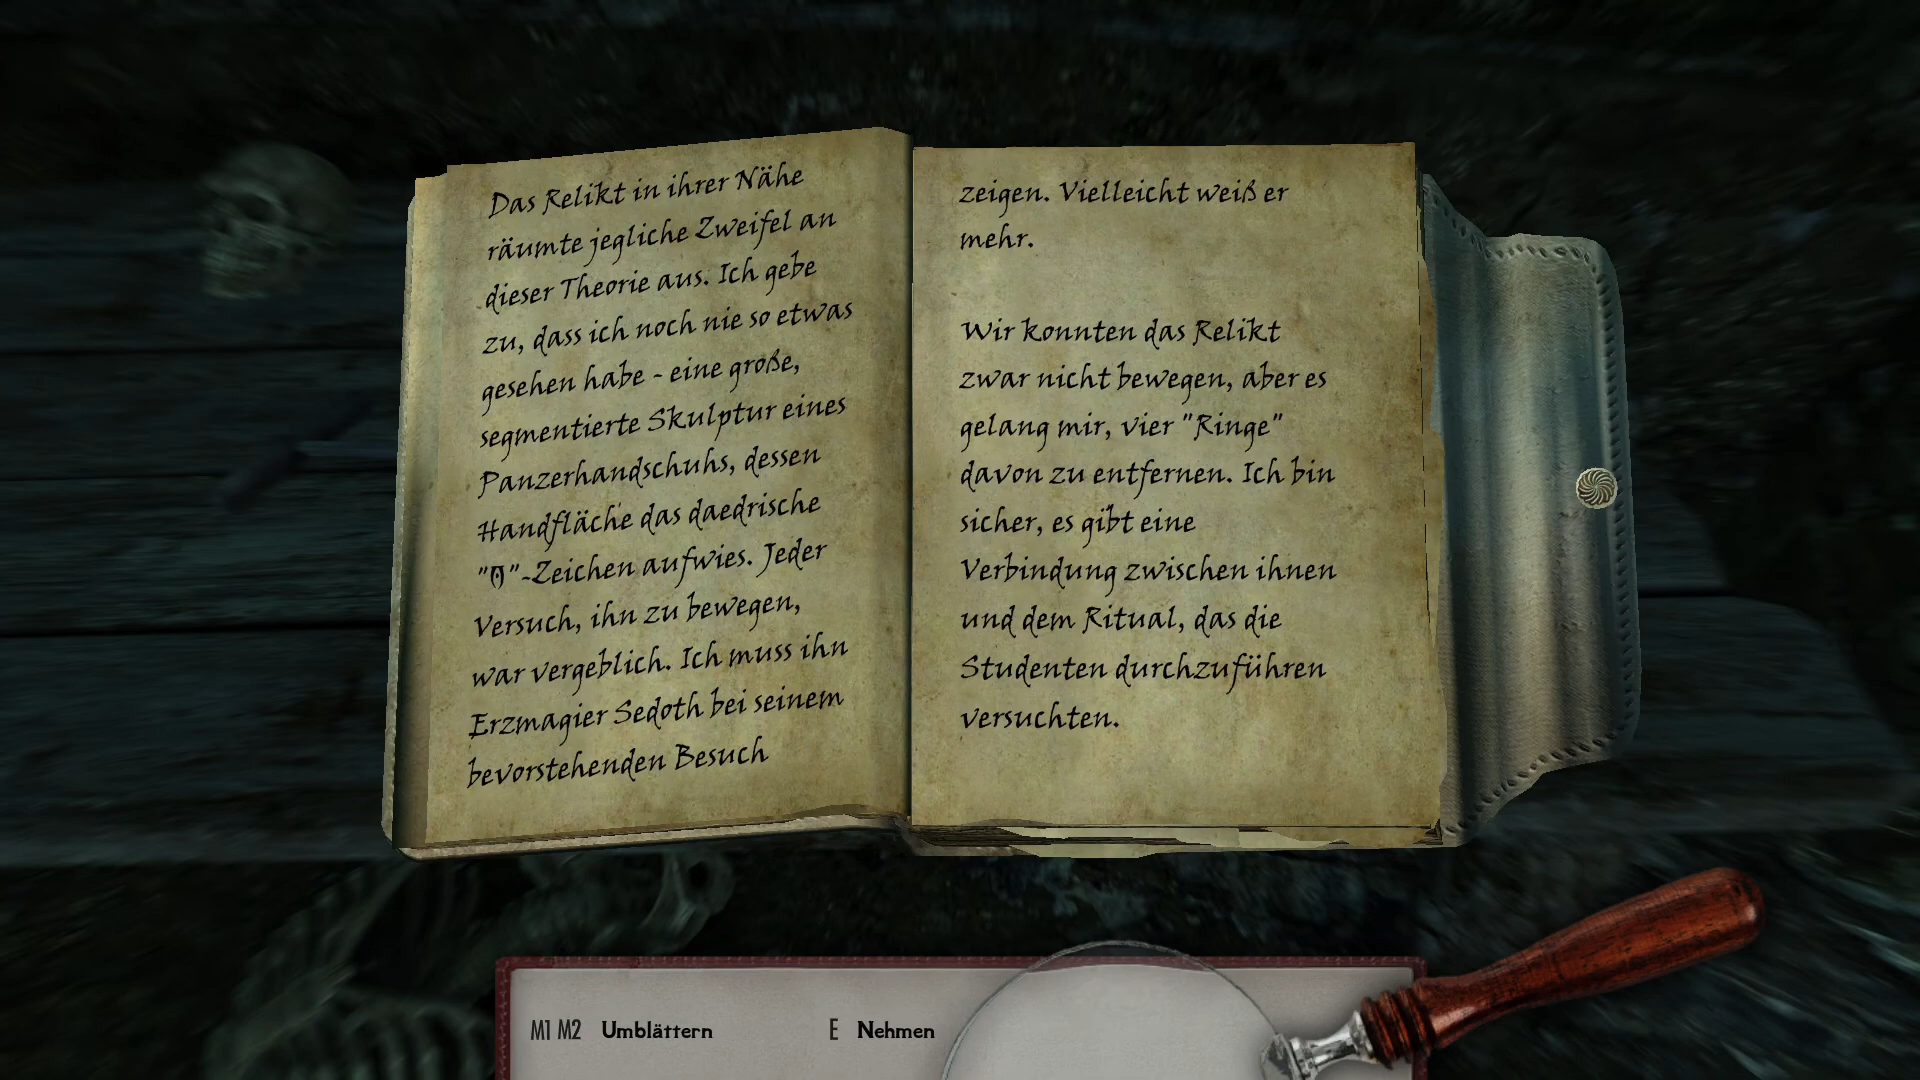 Das Relikt in ihrer Nähe
räumte jegliche Zweifel an
dieser Theorie aus. Ich gebe
zu, dass ich noch nie so etwas
gesehen habe - eine große,
segmentierte Skulptur eines
Panzerhandschuhs, dessen
Handfläche das daedrische
" "-Zeichen aufwies. Jeder
Versuch, ihn zu bewegen,
war vergeblich. Ich muss ihn
Erzmagier Sedoth bei seinem
bevorstehenden Besuch
zeigen. Vielleicht weiß er
mehr.
Wir konnten das Relikt
zwar nicht bewegen, aber es
gelang mir, vier "Ringe"
davon zu entfernen. Ich bin
sicher, es gibt eine
Verbindung zwischen ihnen
und dem Ritual, das die
Studenten durchzuführen
versuchten.
M1 M2 Umblättern E Nehmen